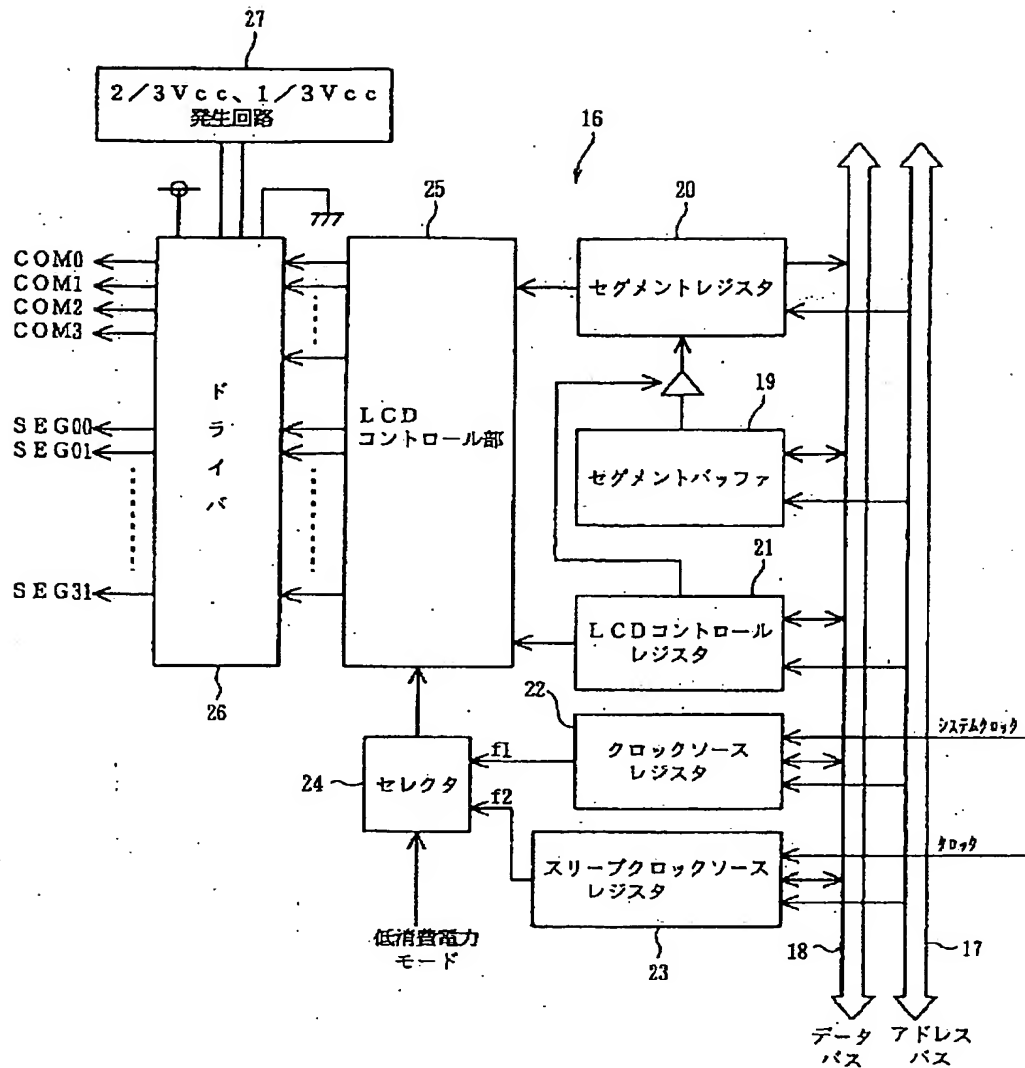 27
2/3Vcc、1/3Vcc
発生回路
16
25
20
COM0
COM1
COM2
COM3
セグメントレジスタ
19
ドライバ
LCD
コントロール部
SEG00
SEG01
セグメントバッファ
21
SEG31
LCDコントロール
レジスタ
26
22
システムクロック
f1
クロックソース
レジスタ
24
セレクタ
f2
クロック
スリープクロックソース
レジスタ
低消費電力
モード
23
18
17
データ
バス
アドレス
バス